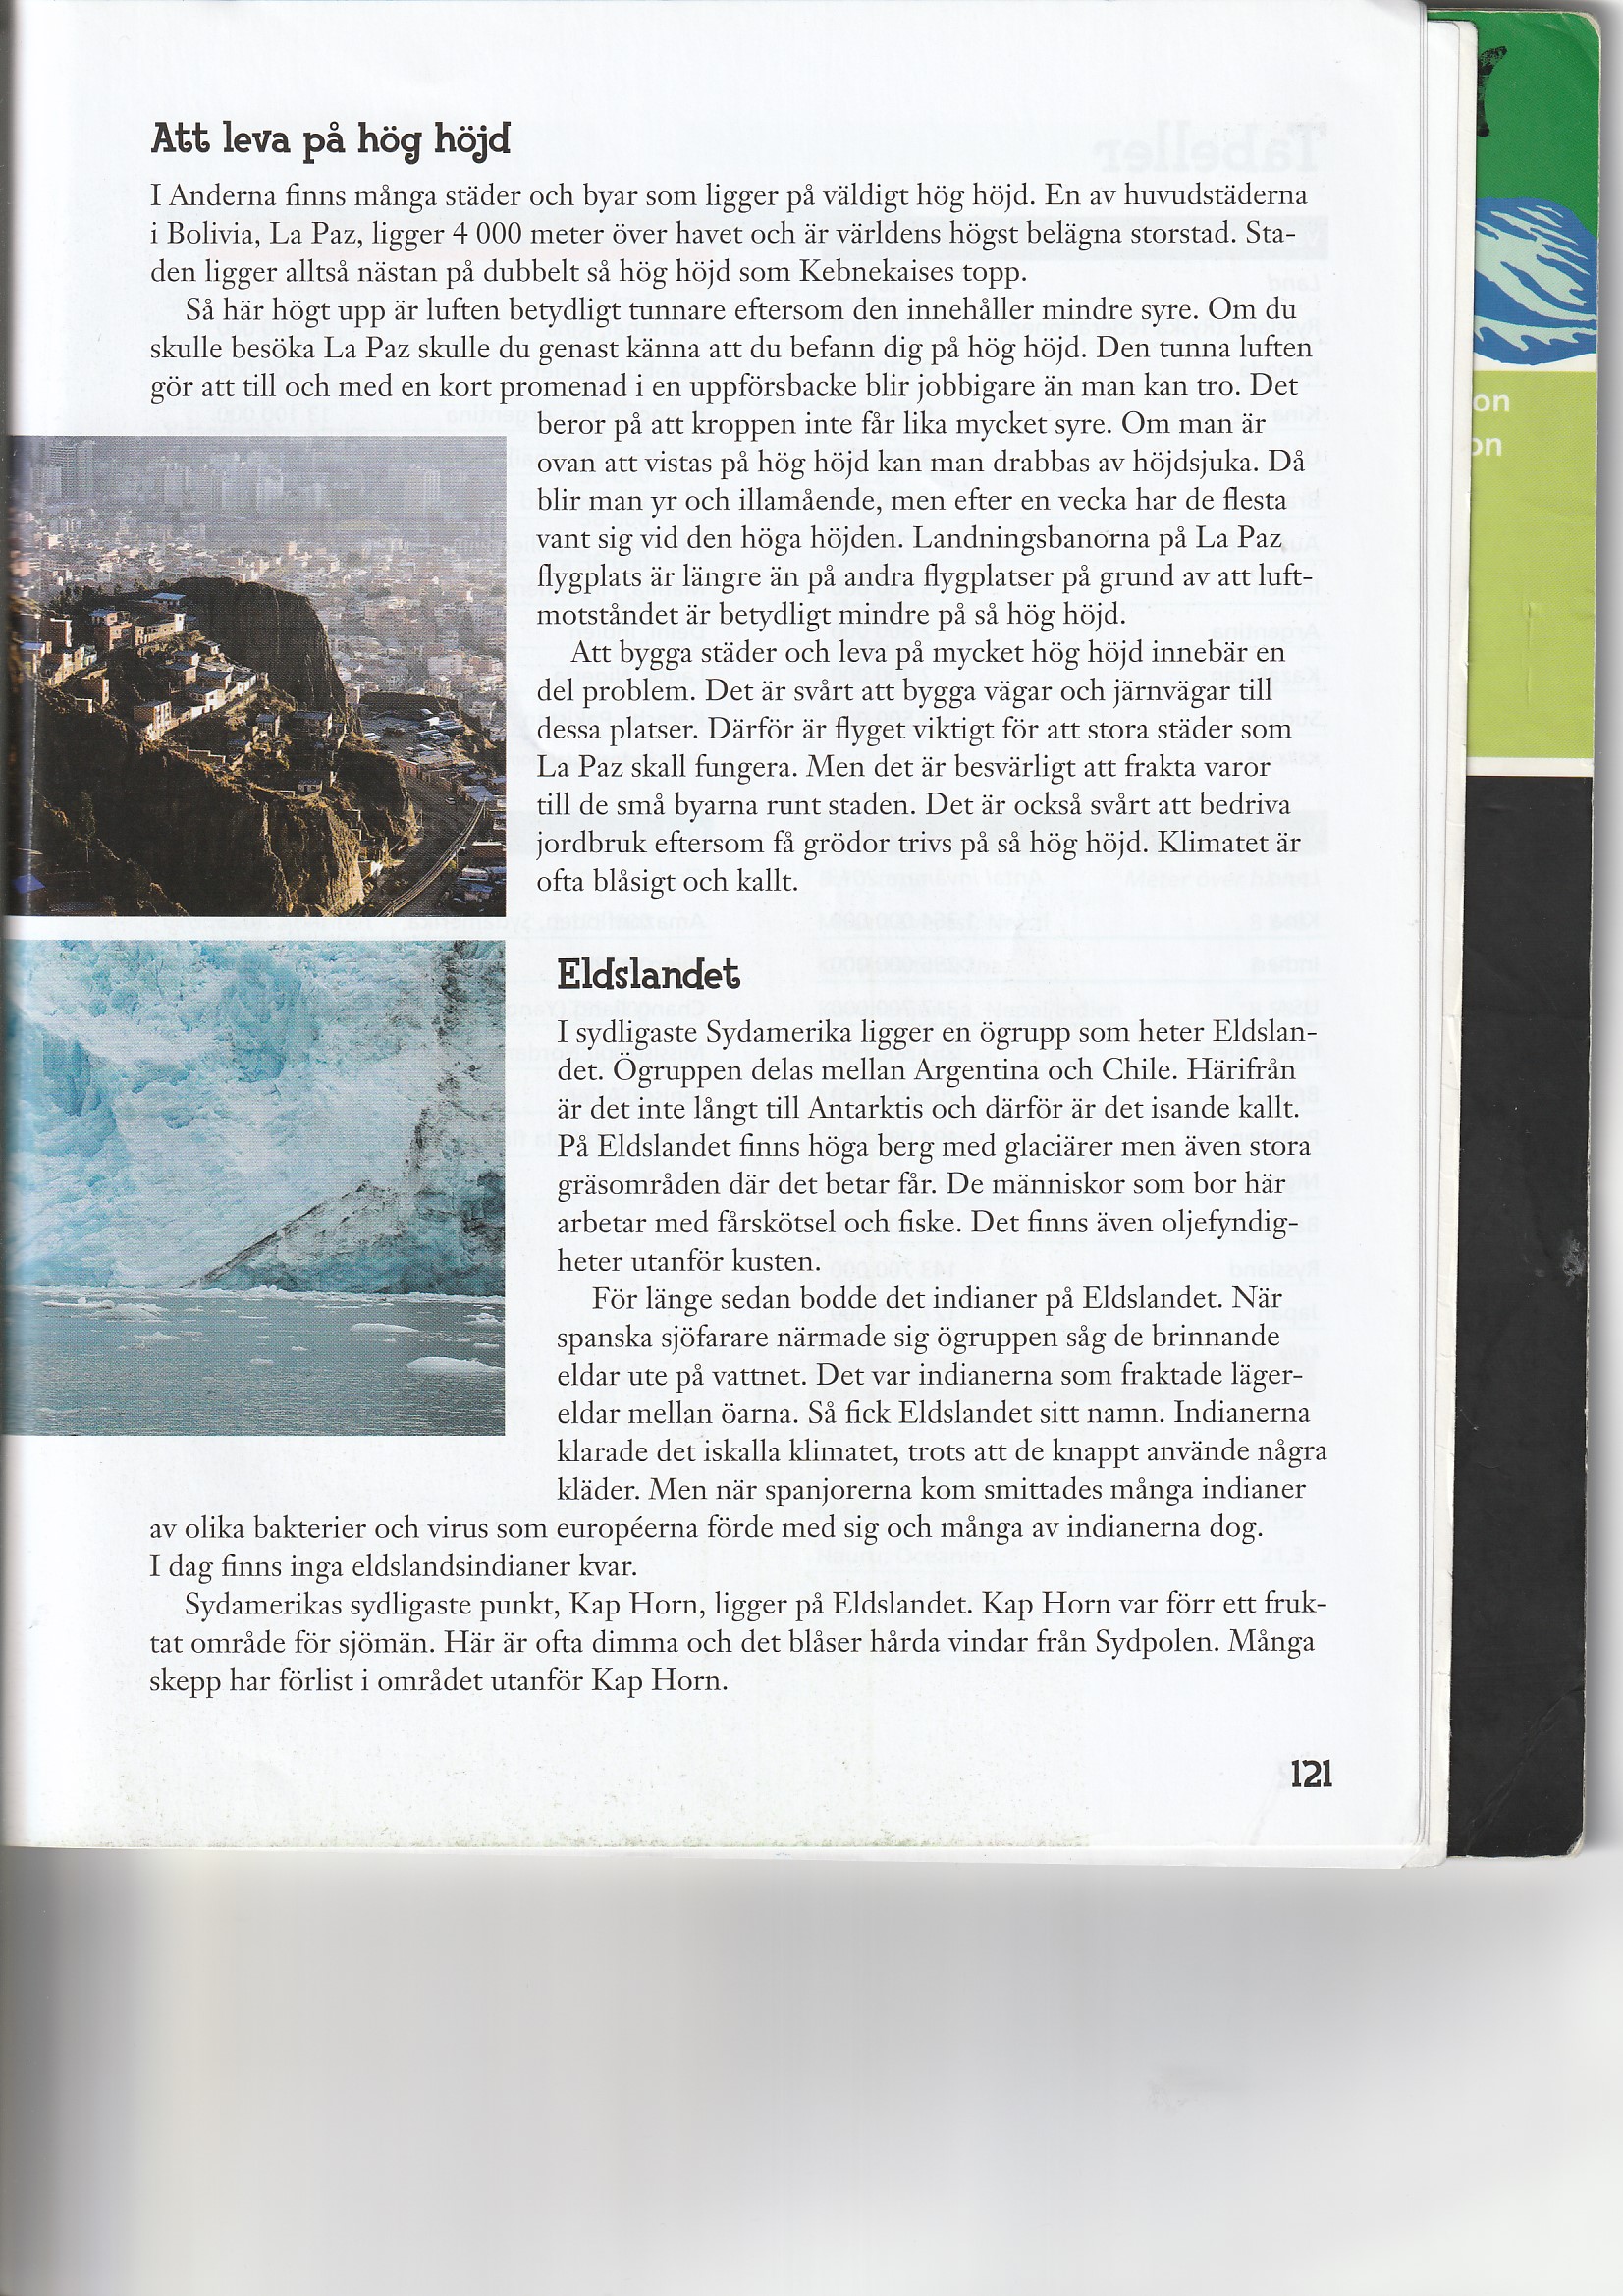 Att leva på hög höjd
I Anderna finns många städer och byar som ligger på väldigt hög höjd. En av huvudstäderna
i Bolivia, La Paz, ligger 4 000 meter över havet och är världens högst belägna storstad. Sta-
den ligger alltså nästan på dubbelt så hög höjd som Kebnekaises topp.
Så här högt upp är luften betydligt tunnare eftersom den innehåller mindre syre. Om du
skulle besöka La Paz skulle du genast känna att du befann dig på hög höjd. Den tunna luften
gör att till och med en kort promenad i en uppförsbacke blir jobbigare än man kan tro. Det
beror på att kroppen inte får lika mycket syre. Om man är
ovan att vistas på hög höjd kan man drabbas av höjdsjuka. Då
blir man yr och illamående, men efter en vecka har de flesta
vant sig vid den höga höjden. Landningsbanorna på La Paz
flygplats är längre än på andra flygplatser på grund av att luft-
motståndet är betydligt mindre på så hög höjd.
Att bygga städer och leva på mycket hög höjd innebär en
del problem. Det är svårt att bygga vägar och järnvägar till
dessa platser. Därför är flyget viktigt för att stora städer som
La Paz skall fungera. Men det är besvärligt att frakta varor
till de små byarna runt staden. Det är också svårt att bedriva
jordbruk eftersom få grödor trivs på så hög höjd. Klimatet är
ofta blåsigt och kallt.
Eldslandet
I sydligaste Sydamerika ligger en ögrupp som heter Eldslan-
det. Ögruppen delas mellan Argentina och Chile. Härifrån
är det inte långt till Antarktis och därför är det isande kallt.
På Eldslandet finns höga berg med glaciärer men även stora
gräsområden där det betar får. De människor som bor här
arbetar med fårskötsel och fiske. Det finns även oljefyndig-
heter utanför kusten.
För länge sedan bodde det indianer på Eldslandet. När
spanska sjöfarare närmade sig ögruppen såg de brinnande
eldar ute på vattnet. Det var indianerna som fraktade läger-
eldar mellan öarna. Så fick Eldslandet sitt namn. Indianerna
klarade det iskalla klimatet, trots att de knappt använde några
kläder. Men när spanjorerna kom smittades många indianer
av olika bakterier och virus som européerna förde med sig och många av indianerna dog.
I dag finns inga eldslandsindianer kvar.
Sydamerikas sydligaste punkt, Kap Horn, ligger på Eldslandet. Kap Horn var förr ett fruk-
tat område för sjömän. Här är ofta dimma och det blåser hårda vindar från Sydpolen. Många
skepp har förlist i området utanför Kap Horn.
121
on
on